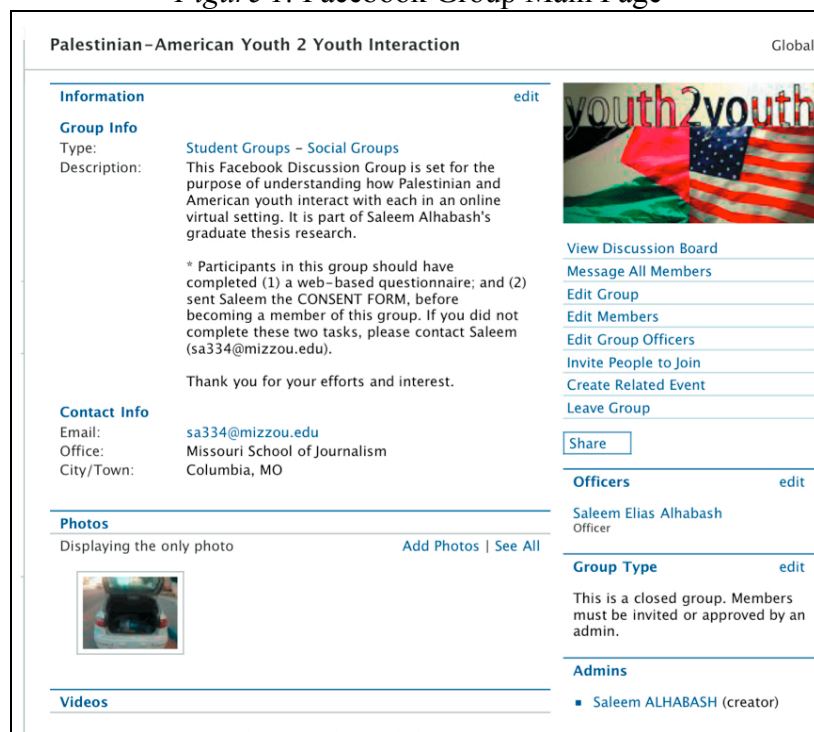 Figure 1. Facebook Group Main Page
Palestinian-American Youth 2 Youth Interaction
Global
Information
edit
Group Info
Type: Student Groups - Social Groups
Description: This Facebook Discussion Group is set for the
purpose of understanding how Palestinian and
American youth interact with each in an online
virtual setting. It is part of Saleem Alhabash's
graduate thesis research.
* Participants in this group should have
completed (1) a web-based questionnaire; and (2)
sent Saleem the CONSENT FORM, before
becoming a member of this group. If you did not
complete these two tasks, please contact Saleem
(sa334@mizzou.edu).
Thank you for your efforts and interest.
Contact Info
Email: sa334@mizzou.edu
Office: Missouri School of Journalism
City/Town: Columbia, MO
Photos
Displaying the only photo
Add Photos | See All
Videos
youth2youth
View Discussion Board
Message All Members
Edit Group
Edit Members
Edit Group Officers
Invite People to Join
Create Related Event
Leave Group
Share
Officers
edit
Saleem Elias Alhabash
Officer
Group Type
edit
This is a closed group. Members
must be invited or approved by an
admin.
Admins
▪ Saleem ALHABASH (creator)